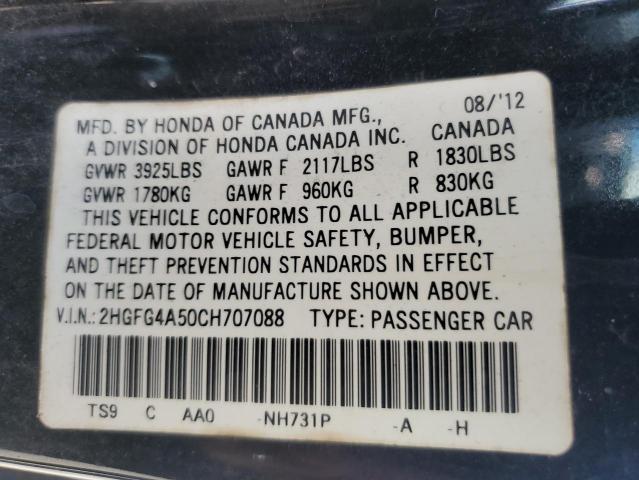 MFD. BY HONDA OF CANADA MFG., 08/'12
A DIVISION OF HONDA CANADA INC. CANADA
GVWR 3925LBS GAWR F 2117LBS R 1830LBS
GVWR 1780KG GAWR F 960KG R 830KG
THIS VEHICLE CONFORMS TO ALL APPLICABLE
FEDERAL MOTOR VEHICLE SAFETY, BUMPER,
AND THEFT PREVENTION STANDARDS IN EFFECT
ON THE DATE OF MANUFACTURE SHOWN ABOVE.
V.I.N.: 2HGFG4A50CH707088 TYPE: PASSENGER CAR
TS9 C AA0 -NH731P -A -H